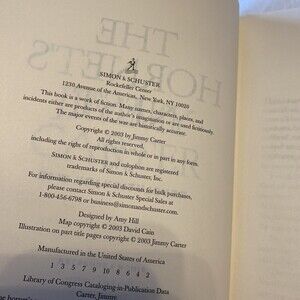 THE
HORNET'S
SIMON & SCHUSTER
Rockefeller Center
1230 Avenue of the Americas, New York, NY 10020
This book is a work of fiction. Many names, characters, places, and
incidents either are products of the author's imagination or are used fictitiously.
The major events of the war are historically accurate.
Copyright © 2003 by Jimmy Carter
All rights reserved,
including the right of reproduction in whole or in part in any form.
SIMON & SCHUSTER and colophon are registered
trademarks of Simon & Schuster, Inc.
For information regarding special discounts for bulk purchases,
please contact Simon & Schuster Special Sales at
1-800-456-6798 or business@simonandschuster.com
Designed by Amy Hill
Map copyright © 2003 David Cain
Illustration on part title pages copyright © 2003 Jimmy Carter
Manufactured in the United States of America
1 3 5 7 9 10 8 6 4 2
Library of Congress Cataloging-in-Publication Data
Carter, Jimmy